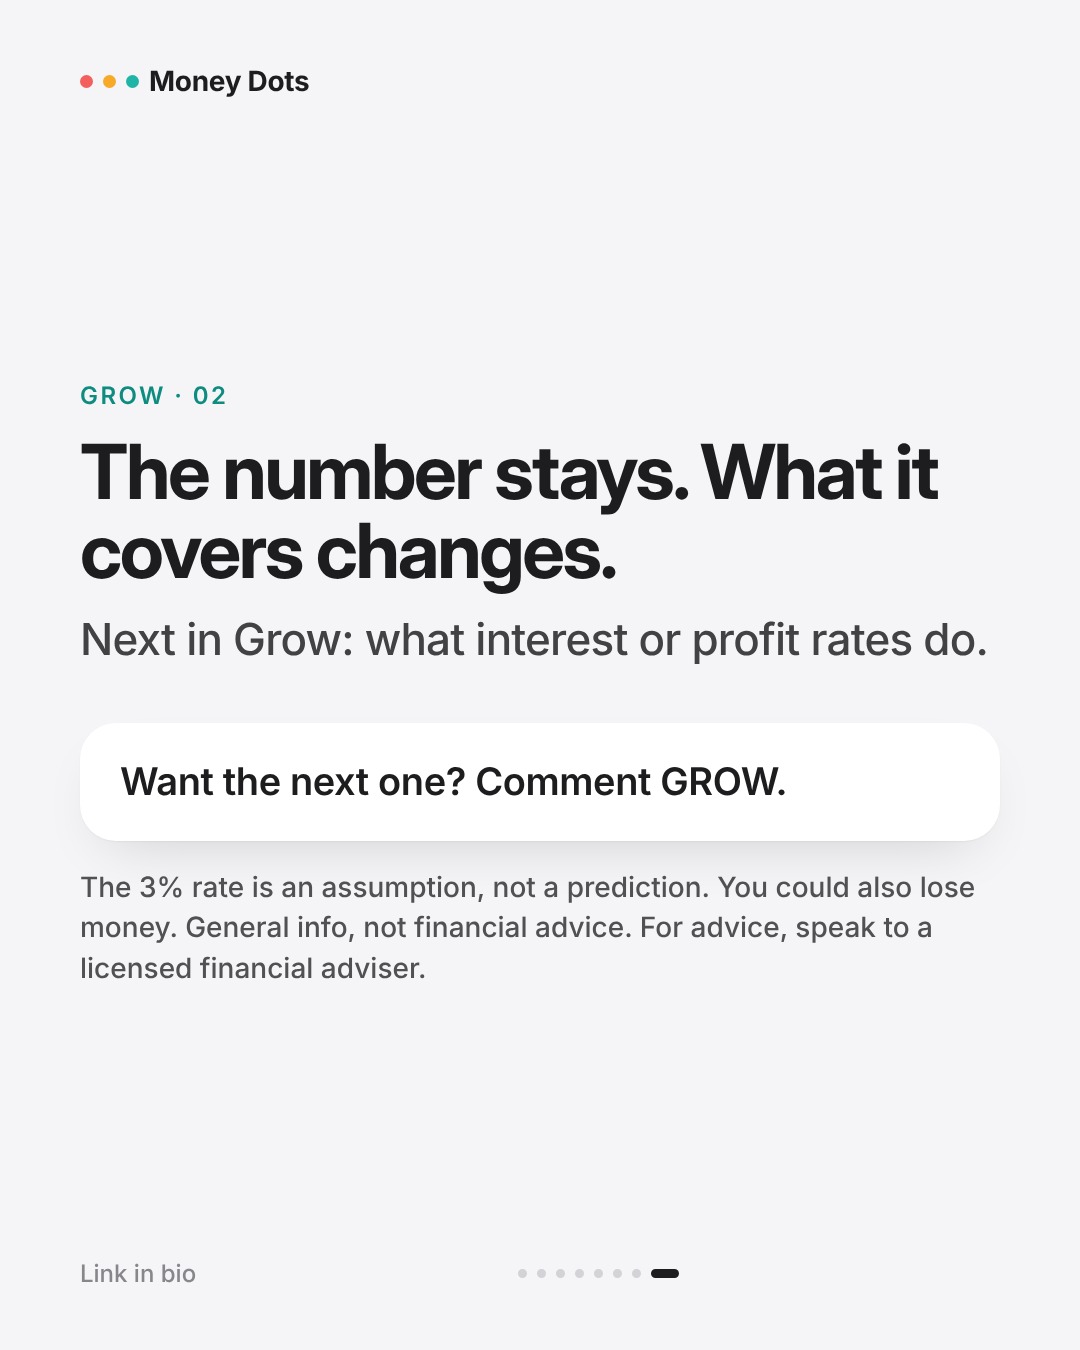 Money Dots
GROW · 02
The number stays. What it
covers changes.
Next in Grow: what interest or profit rates do.
Want the next one? Comment GROW.
The 3% rate is an assumption, not a prediction. You could also lose
money. General info, not financial advice. For advice, speak to a
licensed financial adviser.
Link in bio